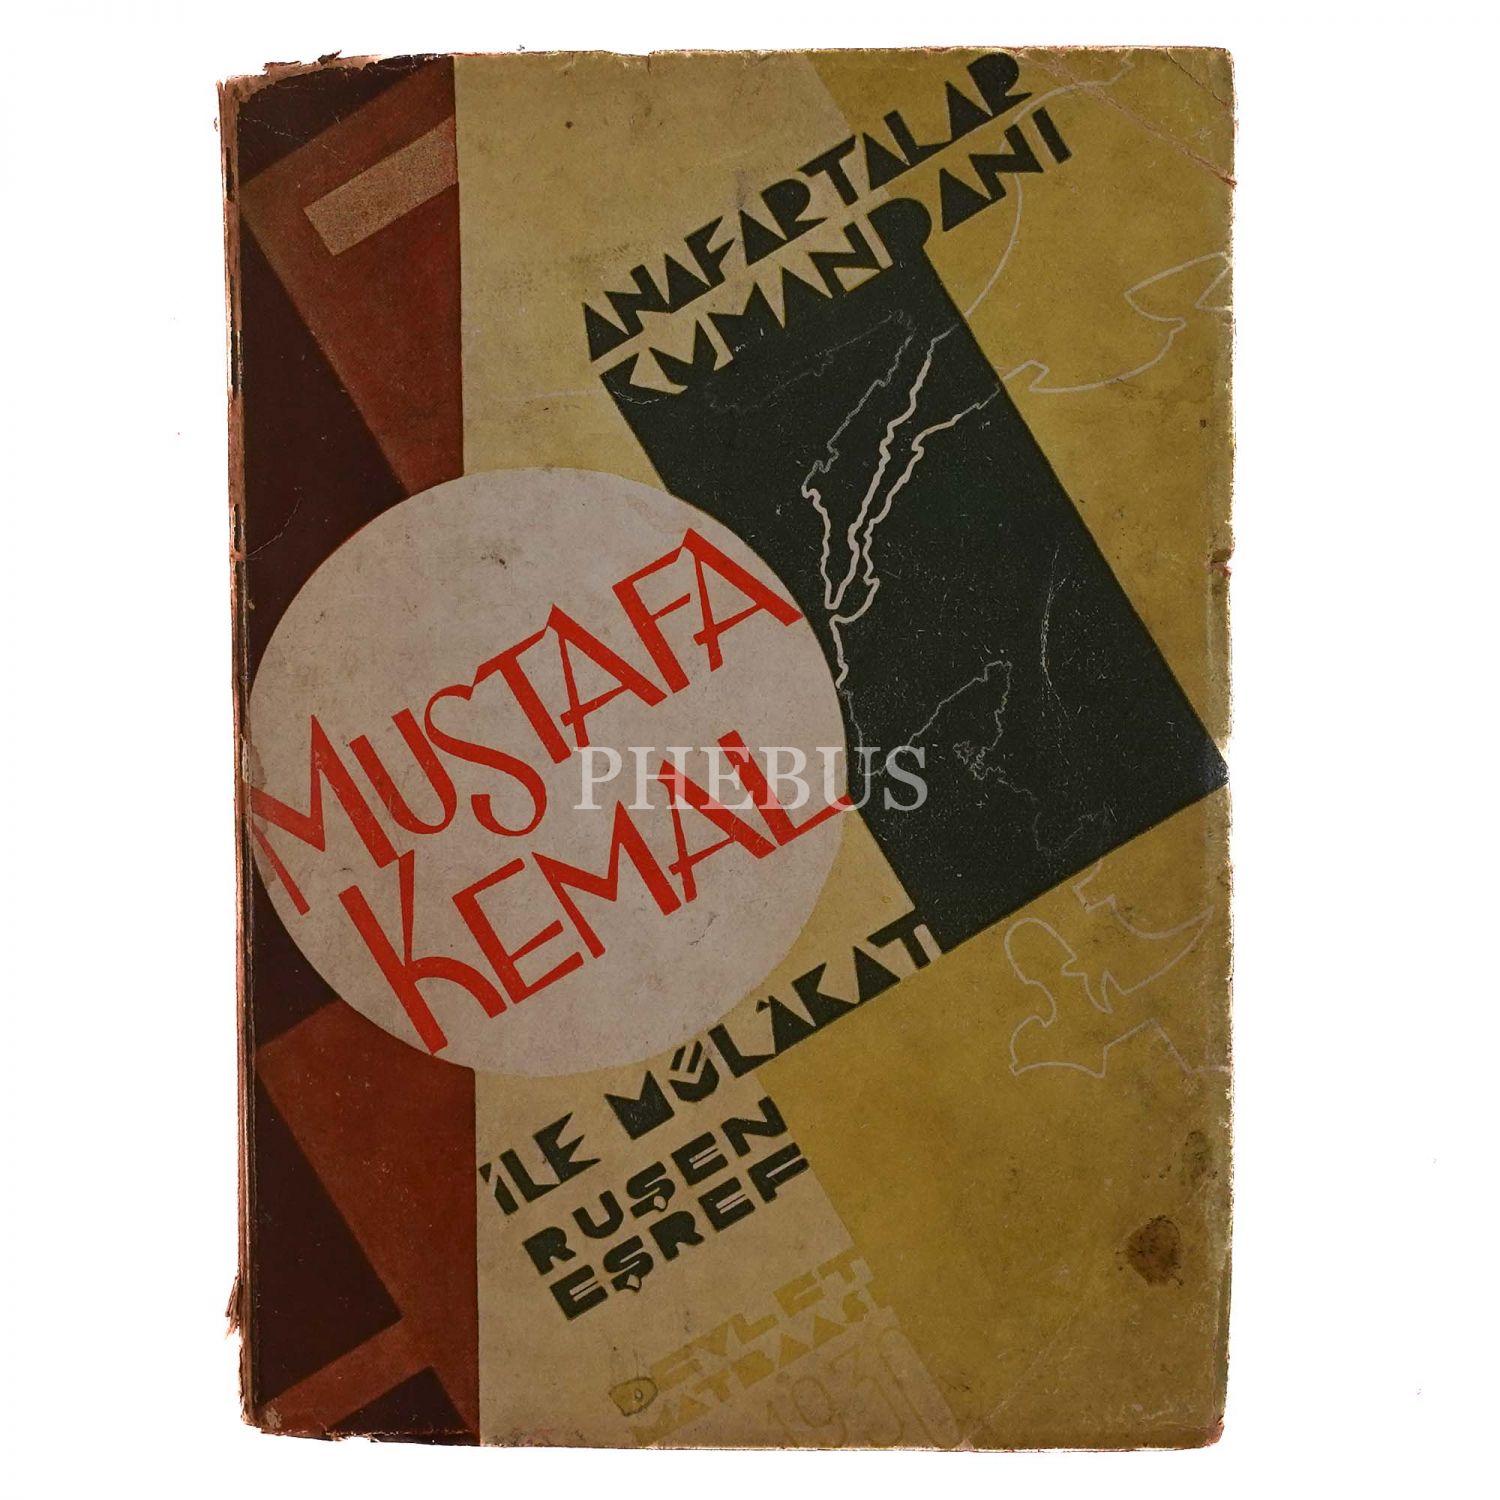 ANAFARTALAR
KUMANDANI
MUSTAFA
KEMAL
İLE MÜLÂKAT
RUŞEN
EŞREF
DEVLET
MATBAASI
1930
PHEBUS